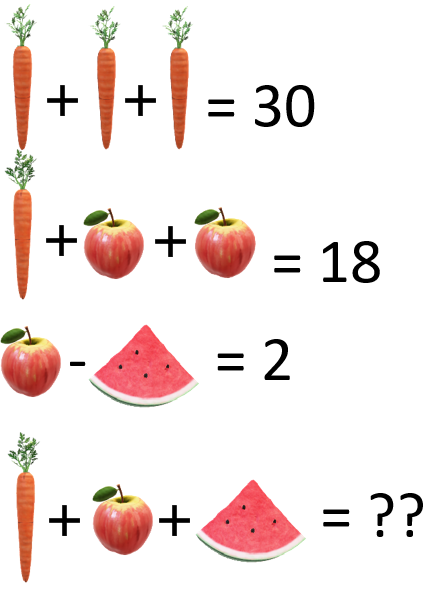 + + = 30
+ + = 18
- = 2
+ + = ??